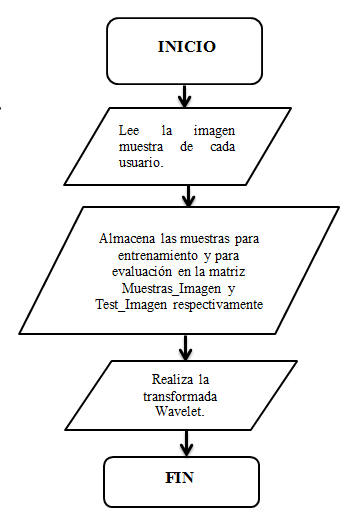 INICIO
Lee la imagen
muestra de cada
usuario.
Almacena las muestras para
entrenamiento y para
evaluación en la matriz
Muestras_Imagen y
Test_Imagen respectivamente
Realiza la
transformada
Wavelet.
FIN